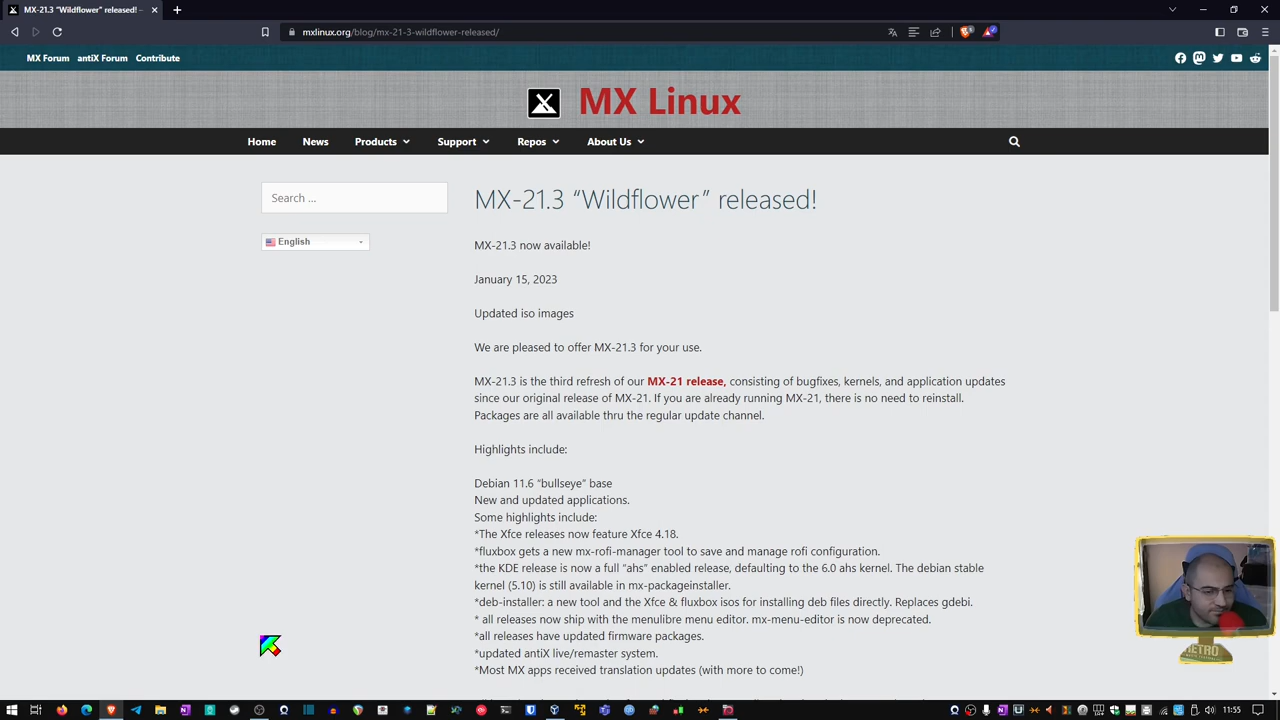 MX-21.3 "Wildflower" released! –
mxlinux.org/blog/mx-21-3-wildflower-released/
MX Forum antiX Forum Contribute
MX Linux
Home News Products Support Repos About Us
Search ...
English
MX-21.3 “Wildflower” released!
MX-21.3 now available!
January 15, 2023
Updated iso images
We are pleased to offer MX-21.3 for your use.
MX-21.3 is the third refresh of our MX-21 release, consisting of bugfixes, kernels, and application updates
since our original release of MX-21. If you are already running MX-21, there is no need to reinstall.
Packages are all available thru the regular update channel.
Highlights include:
Debian 11.6 “bullseye” base
New and updated applications.
Some highlights include:
*The Xfce releases now feature Xfce 4.18.
*fluxbox gets a new mx-rofi-manager tool to save and manage rofi configuration.
*the KDE release is now a full “ahs” enabled release, defaulting to the 6.0 ahs kernel. The debian stable
kernel (5.10) is still available in mx-packageinstaller.
*deb-installer: a new tool and the Xfce & fluxbox isos for installing deb files directly. Replaces gdebi.
* all releases now ship with the menulibre menu editor. mx-menu-editor is now deprecated.
*all releases have updated firmware packages.
*updated antiX live/remaster system.
*Most MX apps received translation updates (with more to come!)
11:55